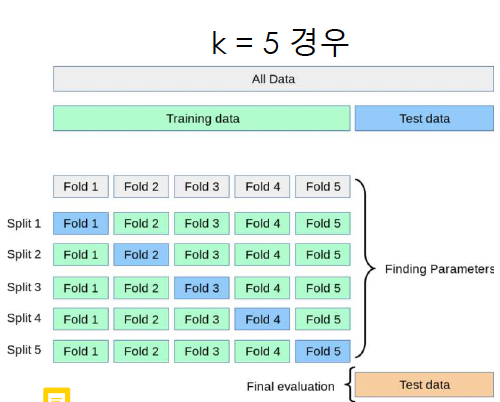 k = 5 경우
All Data
Training data Test data
Fold 1 Fold 2 Fold 3 Fold 4 Fold 5
Split 1 Fold 1 Fold 2 Fold 3 Fold 4 Fold 5
Split 2 Fold 1 Fold 2 Fold 3 Fold 4 Fold 5
Finding Parameters
Split 3 Fold 1 Fold 2 Fold 3 Fold 4 Fold 5
Split 4 Fold 1 Fold 2 Fold 3 Fold 4 Fold 5
Split 5 Fold 1 Fold 2 Fold 3 Fold 4 Fold 5
Final evaluation Test data